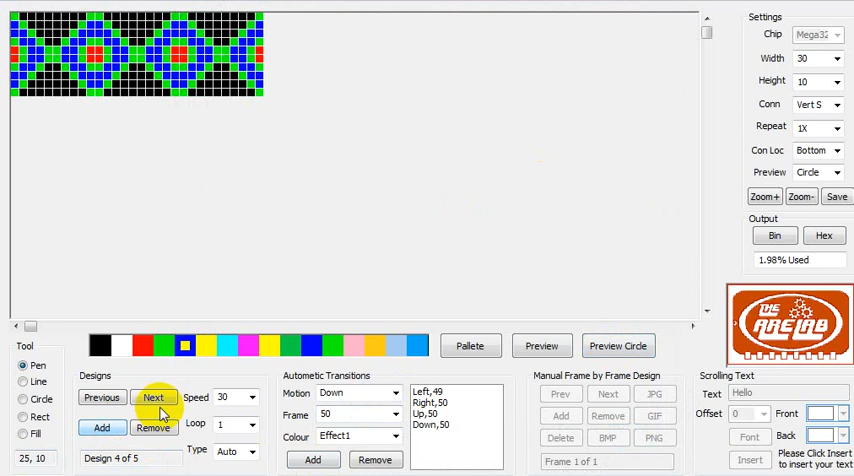 Settings
Chip Mega32
Width 30
Height 10
Conn Vert S
Repeat 1X
Con Loc Bottom
Preview Circle
Zoom+ Zoom- Save
Output
Bin Hex
1.98% Used
THE
ARE LAB
Pallete Preview Preview Circle
Tool
Pen
Line
Circle
Rect
Fill
25, 10
Designs
Previous Next Speed 30
Add Remove Loop 1
Design 4 of 5 Type Auto
Autometic Transitions
Motion Down
Frame 50
Colour Effect1
Add Remove
Left,49
Right,50
Up,50
Down,50
Manual Frame by Frame Design
Prev Next JPG
Add Remove GIF
Delete BMP PNG
Frame 1 of 1
Scrolling Text
Text Hello
Offset 0 Front
Font Back
Insert Please Click Insert
to insert your text